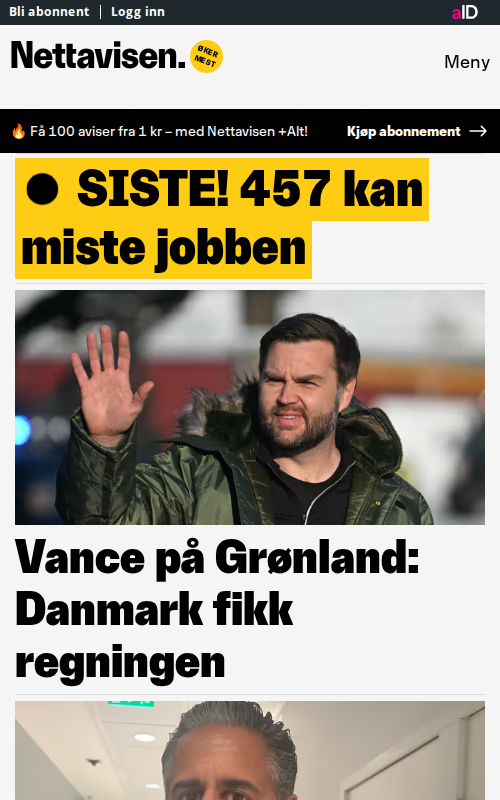 Bli abonnent
Logg inn
aID
Nettavisen.
ØKER
MEST
Meny
🔥 Få 100 aviser fra 1 kr – med Nettavisen +Alt!
Kjøp abonnement →
SISTE! 457 kan
miste jobben
Vance på Grønland:
Danmark fikk
regningen